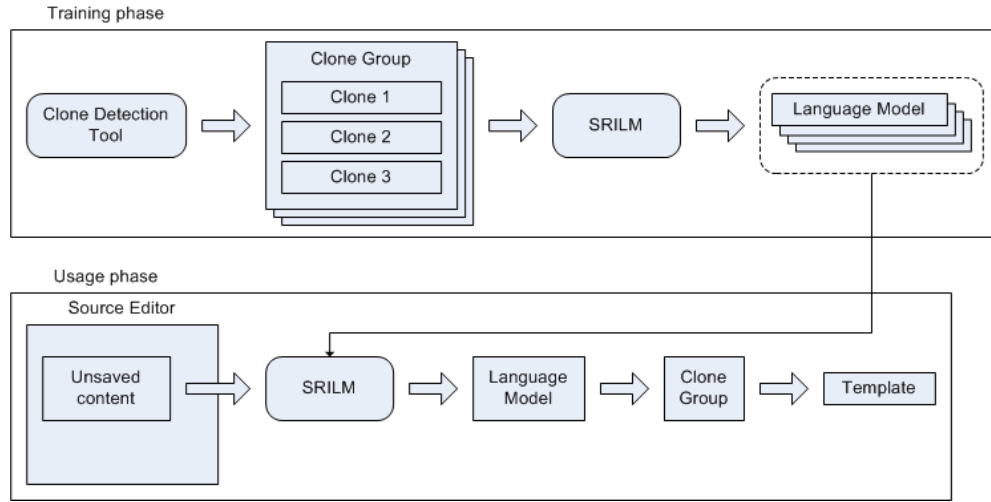 Training phase
Clone Detection
Tool
Clone Group
Clone 1
Clone 2
Clone 3
SRILM
Language Model
Usage phase
Source Editor
Unsaved
content
SRILM
Language
Model
Clone
Group
Template